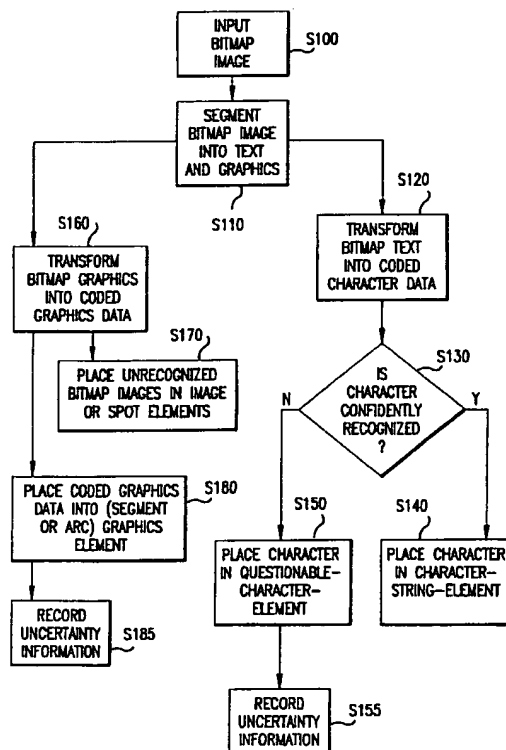 INPUT
BITMAP
IMAGE
S100
SEGMENT
BITMAP IMAGE
INTO TEXT
AND GRAPHICS
S110
S160
TRANSFORM
BITMAP GRAPHICS
INTO CODED
GRAPHICS DATA
S170
PLACE UNRECOGNIZED
BITMAP IMAGES IN IMAGE
OR SPOT ELEMENTS
S180
PLACE CODED GRAPHICS
DATA INTO (SEGMENT
OR ARC) GRAPHICS
ELEMENT
RECORD
UNCERTAINTY
INFORMATION
S185
S120
TRANSFORM
BITMAP TEXT
INTO CODED
CHARACTER DATA
S130
IS
CHARACTER
CONFIDENTLY
RECOGNIZED
?
N
Y
S150
PLACE CHARACTER
IN QUESTIONABLE-
CHARACTER-
ELEMENT
S140
PLACE CHARACTER
IN CHARACTER-
STRING-ELEMENT
RECORD
UNCERTAINTY
INFORMATION
S155